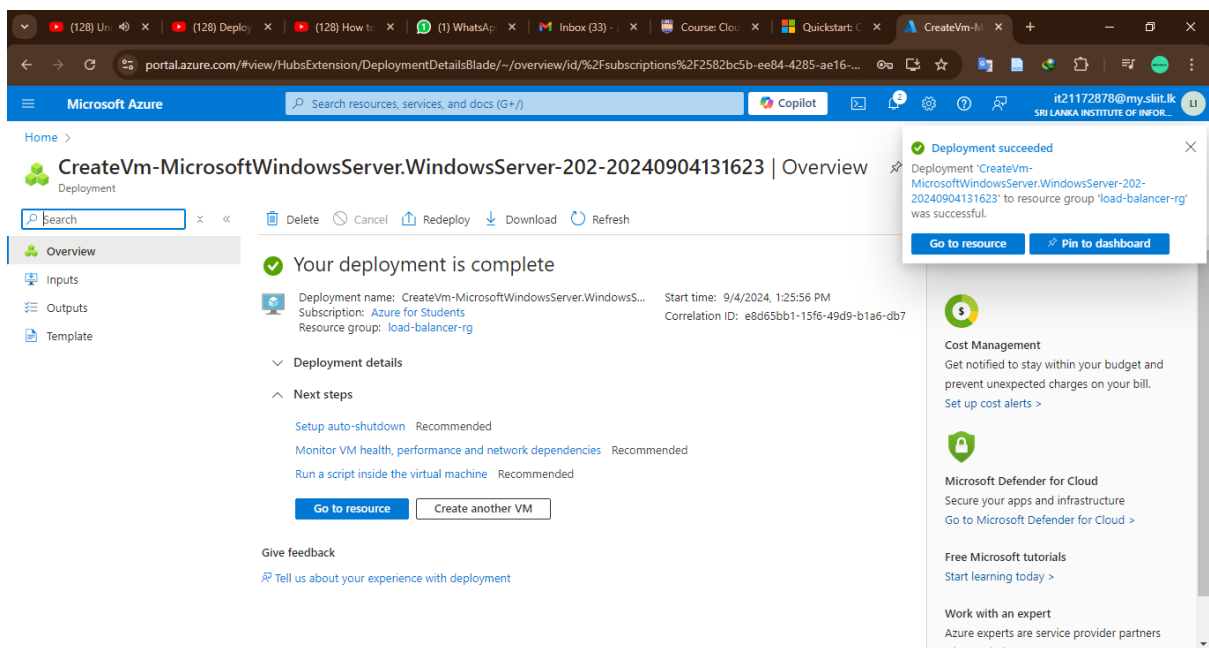 (128) Uni
(128) Deploy
(128) How to
(1) WhatsAp
Inbox (33) -
Course: Clou
Quickstart: C
CreateVm-M
portal.azure.com/#view/HubsExtension/DeploymentDetailsBlade/~/overview/id/%2Fsubscriptions%2F2582bc5b-ee84-4285-ae16-...
Microsoft Azure
Search resources, services, and docs (G+/)
Copilot
2
it21172878@my.sliit.lk
SRI LANKA INSTITUTE OF INFOR...
LI
Home >
CreateVm-MicrosoftWindowsServer.WindowsServer-202-20240904131623 | Overview
Deployment
Deployment succeeded
Deployment 'CreateVm-
MicrosoftWindowsServer.WindowsServer-202-
20240904131623' to resource group 'load-balancer-rg'
was successful.
Go to resource
Pin to dashboard
Search
Delete
Cancel
Redeploy
Download
Refresh
Overview
Inputs
Outputs
Template
Your deployment is complete
Deployment name: CreateVm-MicrosoftWindowsServer.WindowsS...
Subscription: Azure for Students
Resource group: load-balancer-rg
Start time: 9/4/2024, 1:25:56 PM
Correlation ID: e8d65bb1-15f6-49d9-b1a6-db7
Deployment details
Next steps
Setup auto-shutdown Recommended
Monitor VM health, performance and network dependencies Recommended
Run a script inside the virtual machine Recommended
Go to resource
Create another VM
Give feedback
Tell us about your experience with deployment
Cost Management
Get notified to stay within your budget and
prevent unexpected charges on your bill.
Set up cost alerts >
Microsoft Defender for Cloud
Secure your apps and infrastructure
Go to Microsoft Defender for Cloud >
Free Microsoft tutorials
Start learning today >
Work with an expert
Azure experts are service provider partners